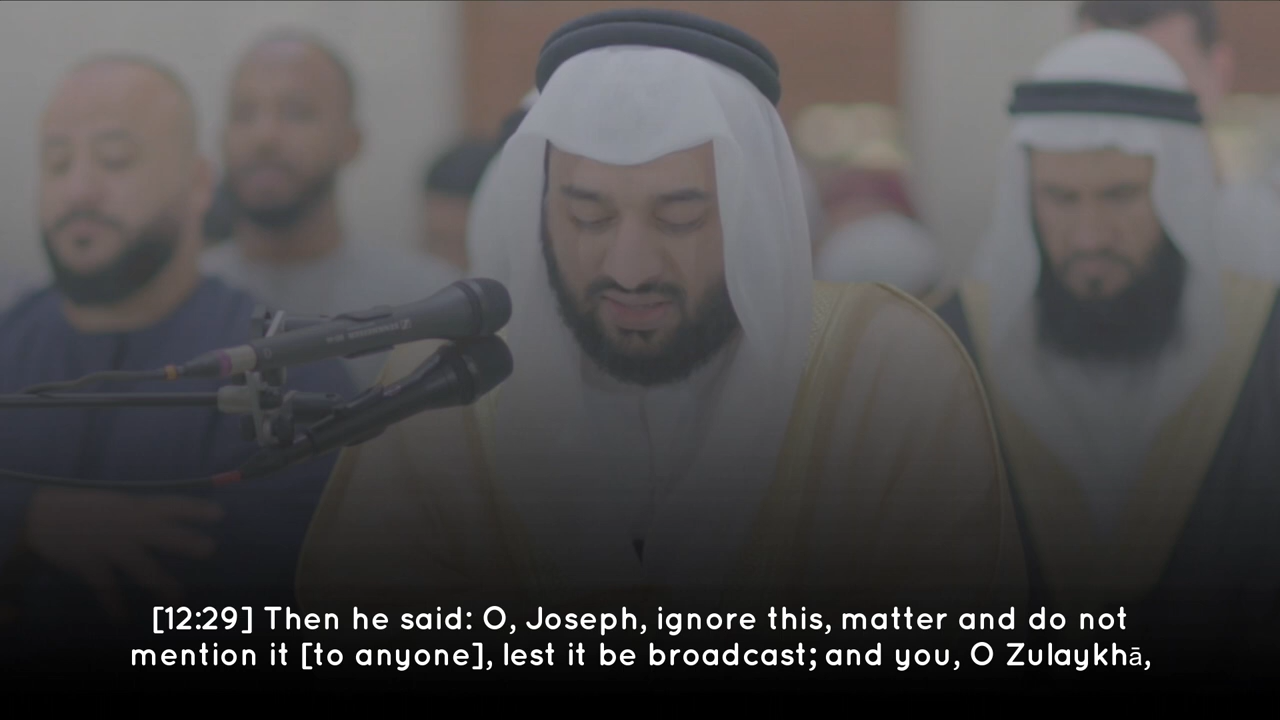 [12:29] Then he said: O, Joseph, ignore this, matter and do not
mention it [to anyone], lest it be broadcast; and you, O Zulaykhā,